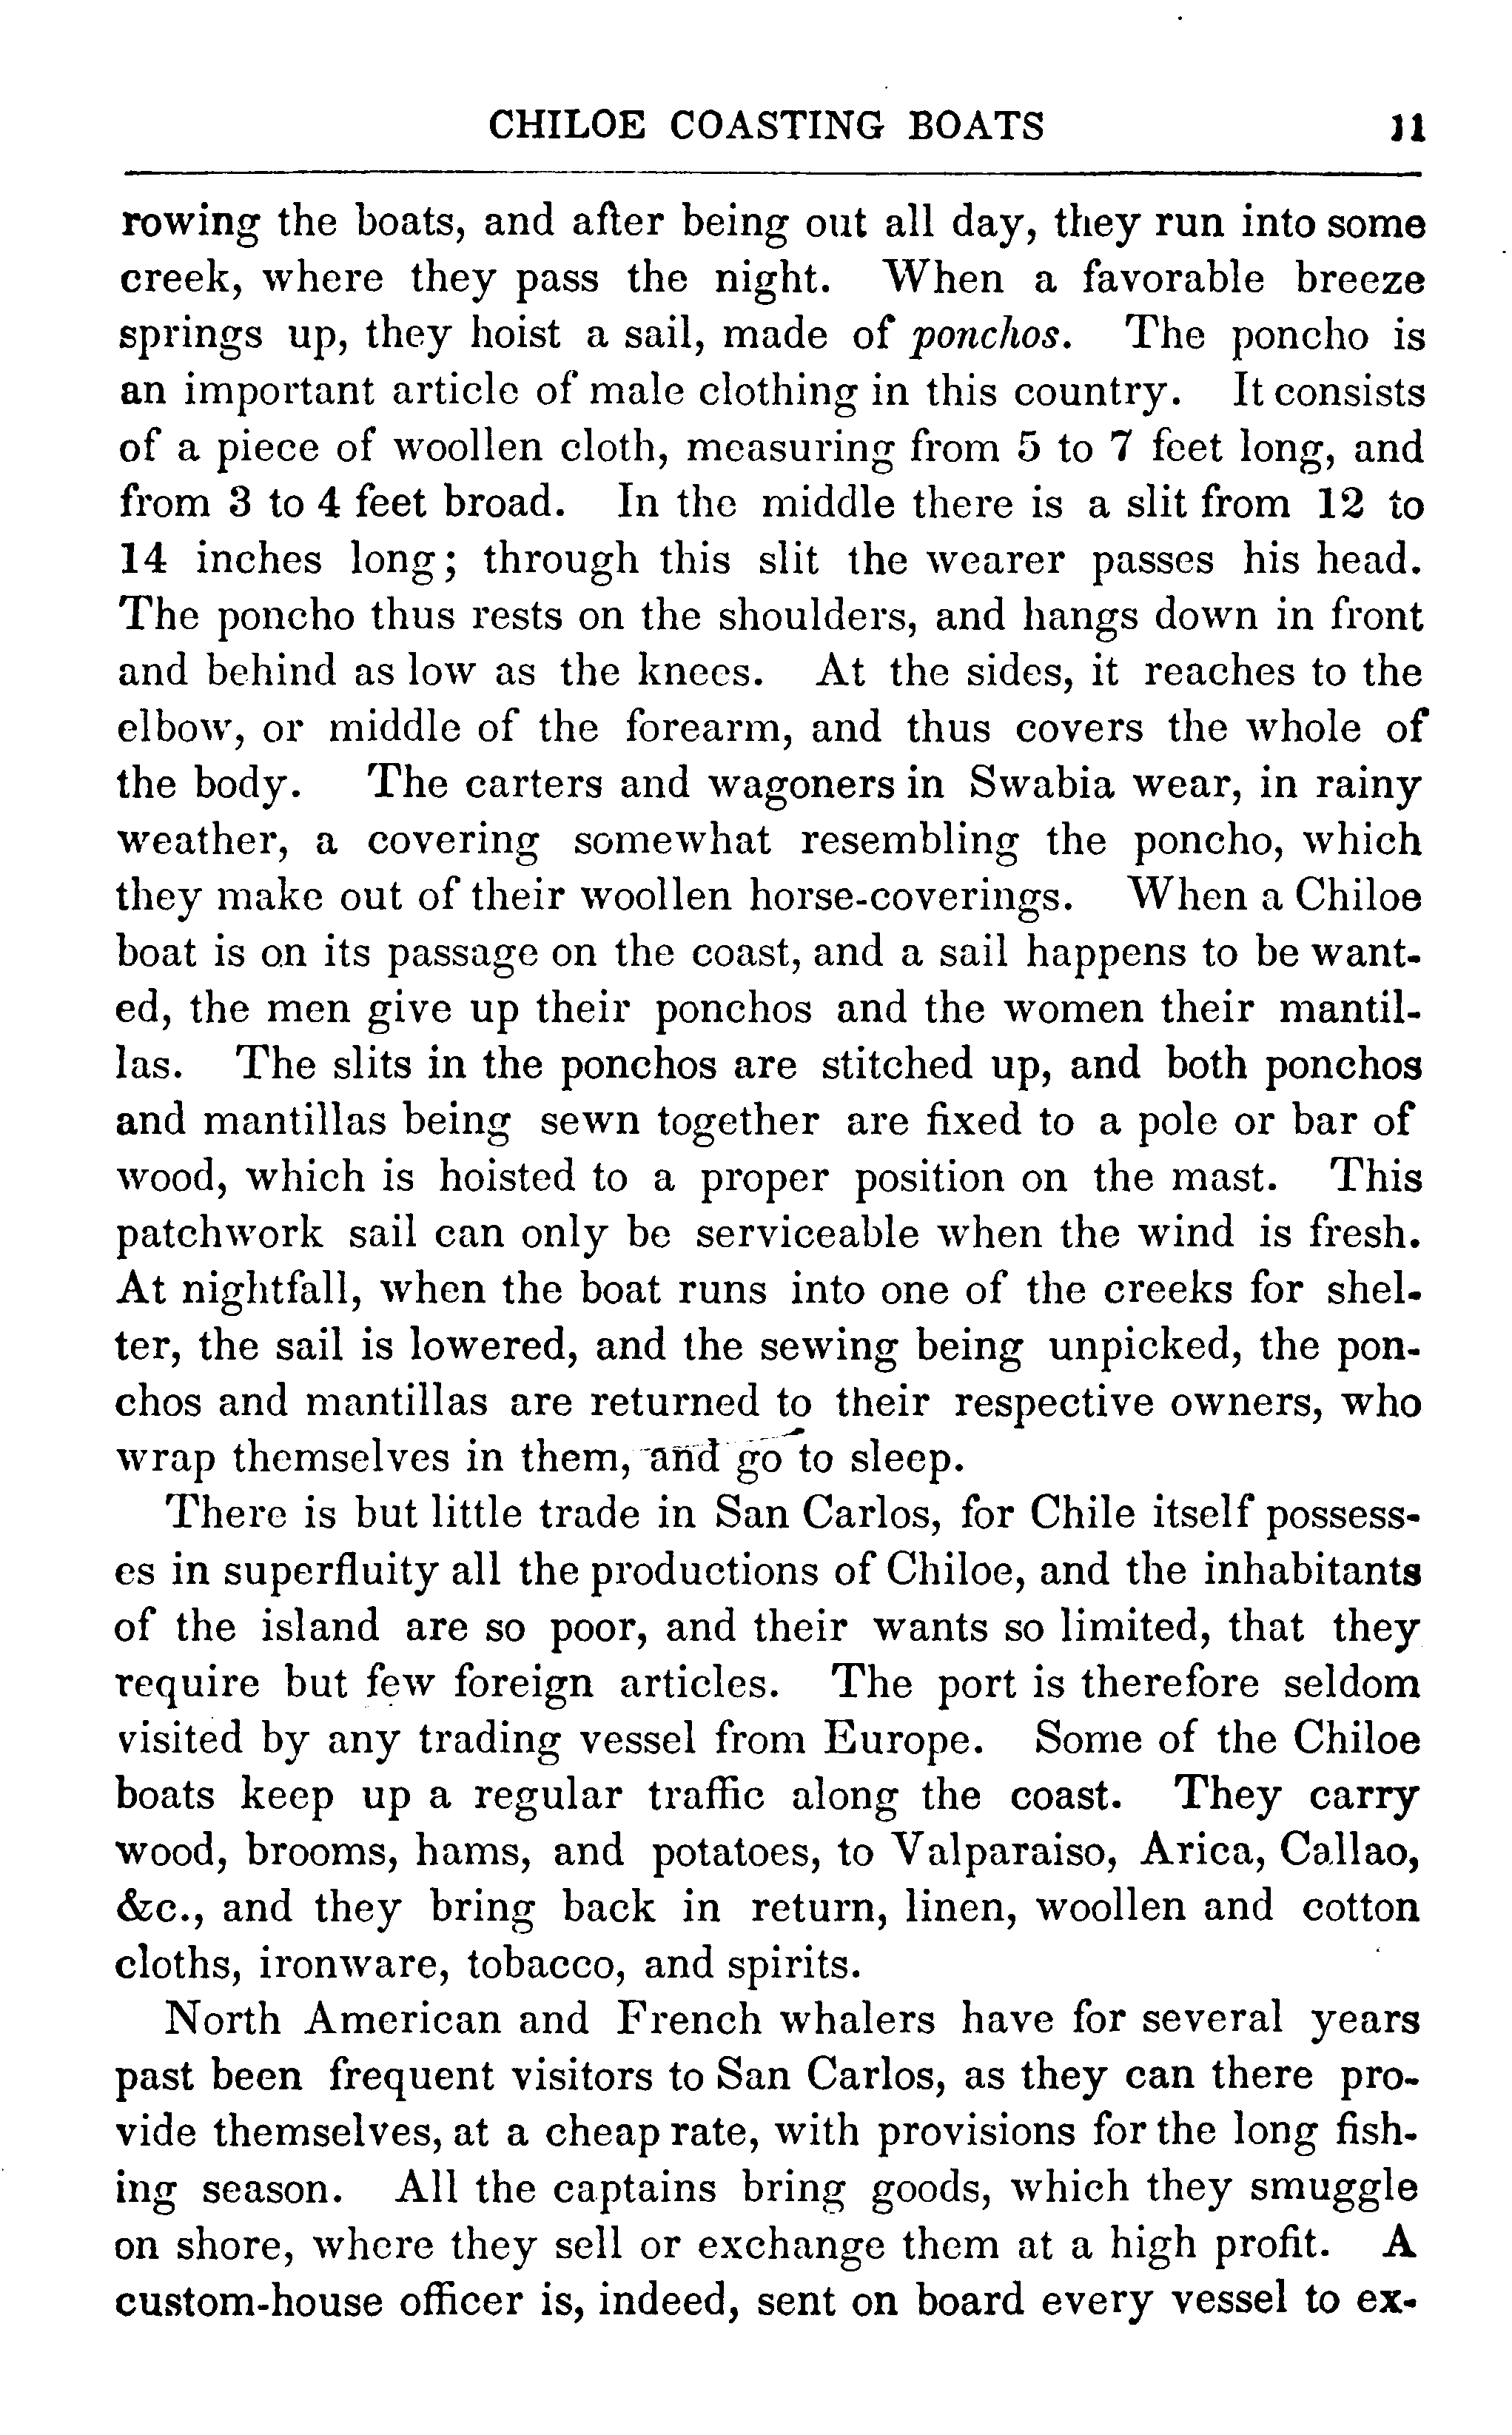 CHILOE COASTING BOATS 11
rowing the boats, and after being out all day, they run into some
creek, where they pass the night. When a favorable breeze
springs up, they hoist a sail, made of ponchos. The poncho is
an important article of male clothing in this country. It consists
of a piece of woollen cloth, measuring from 5 to 7 feet long, and
from 3 to 4 feet broad. In the middle there is a slit from 12 to
14 inches long; through this slit the wearer passes his head.
The poncho thus rests on the shoulders, and hangs down in front
and behind as low as the knees. At the sides, it reaches to the
elbow, or middle of the forearm, and thus covers the whole of
the body. The carters and wagoners in Swabia wear, in rainy
weather, a covering somewhat resembling the poncho, which
they make out of their woollen horse-coverings. When a Chiloe
boat is on its passage on the coast, and a sail happens to be want-
ed, the men give up their ponchos and the women their mantil-
las. The slits in the ponchos are stitched up, and both ponchos
and mantillas being sewn together are fixed to a pole or bar of
wood, which is hoisted to a proper position on the mast. This
patchwork sail can only be serviceable when the wind is fresh.
At nightfall, when the boat runs into one of the creeks for shel-
ter, the sail is lowered, and the sewing being unpicked, the pon-
chos and mantillas are returned to their respective owners, who
wrap themselves in them, and go to sleep.
There is but little trade in San Carlos, for Chile itself possess-
es in superfluity all the productions of Chiloe, and the inhabitants
of the island are so poor, and their wants so limited, that they
require but few foreign articles. The port is therefore seldom
visited by any trading vessel from Europe. Some of the Chiloe
boats keep up a regular traffic along the coast. They carry
wood, brooms, hams, and potatoes, to Valparaiso, Arica, Callao,
&c., and they bring back in return, linen, woollen and cotton
cloths, ironware, tobacco, and spirits.
North American and French whalers have for several years
past been frequent visitors to San Carlos, as they can there pro-
vide themselves, at a cheap rate, with provisions for the long fish-
ing season. All the captains bring goods, which they smuggle
on shore, where they sell or exchange them at a high profit. A
custom-house officer is, indeed, sent on board every vessel to ex-